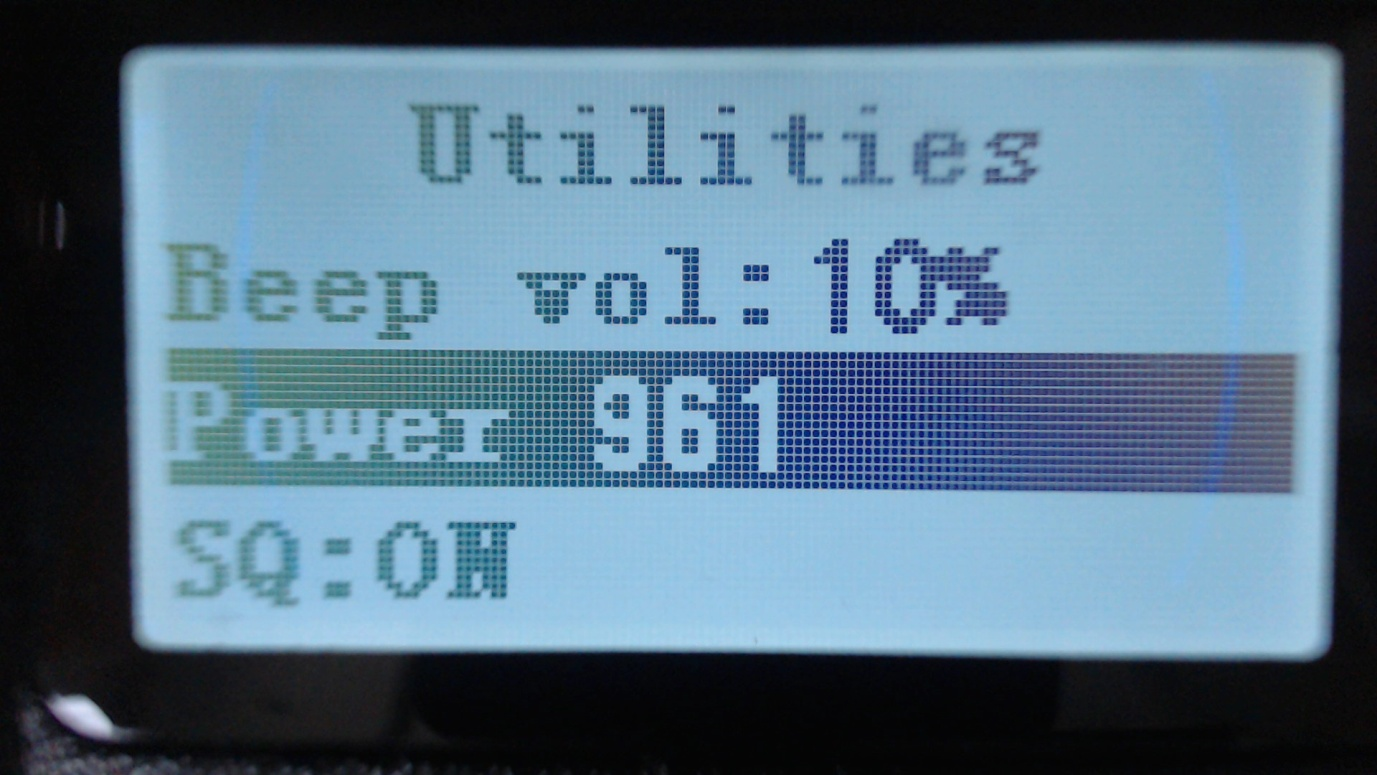 Utilities
Beep vol:10%
Power 961
SQ:ON